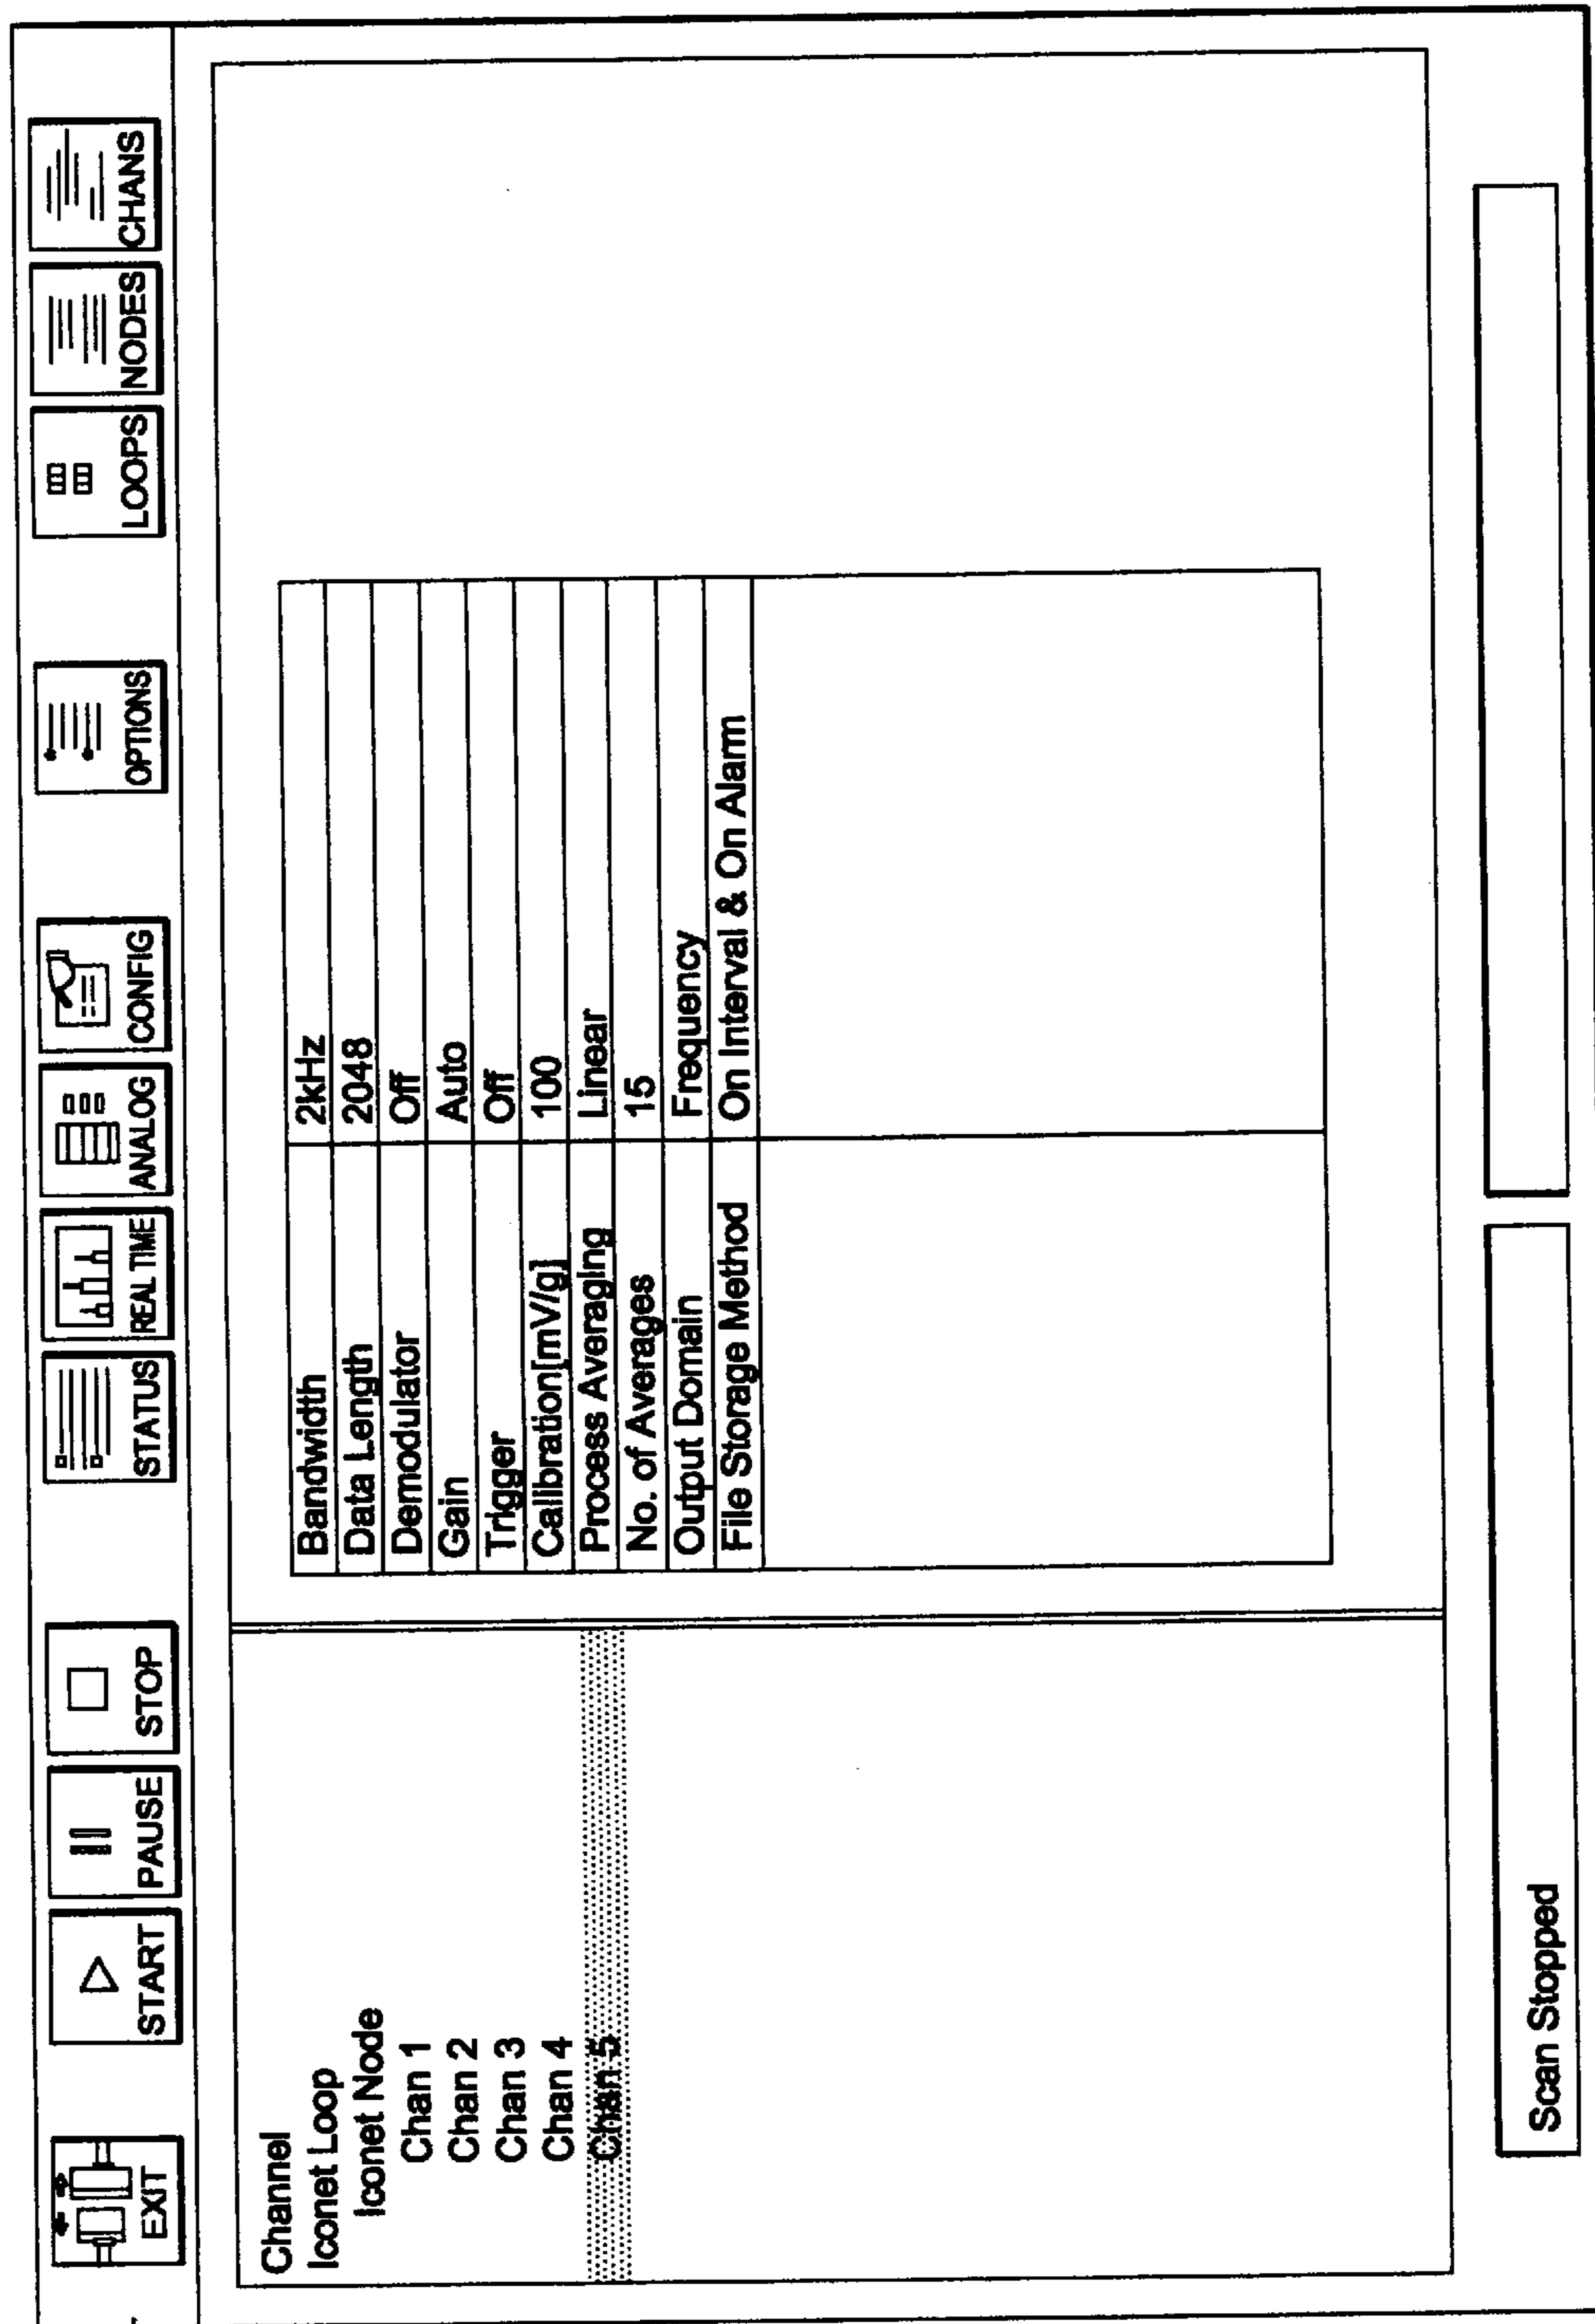 EXIT
START
PAUSE
STOP
STATUS
REAL TIME
ANALOG
CONFIG
OPTIONS
LOOPS
NODES
CHANS
Channel
Iconet Loop
Iconet Node
Chan 1
Chan 2
Chan 3
Chan 4
Chan 5
Bandwidth 2kHz
Data Length 2048
Demodulator Off
Gain Auto
Trigger Off
Calibration[mV/g] 100
Process Averaging Linear
No. of Averages 15
Output Domain Frequency
File Storage Method On Interval & On Alarm
Scan Stopped